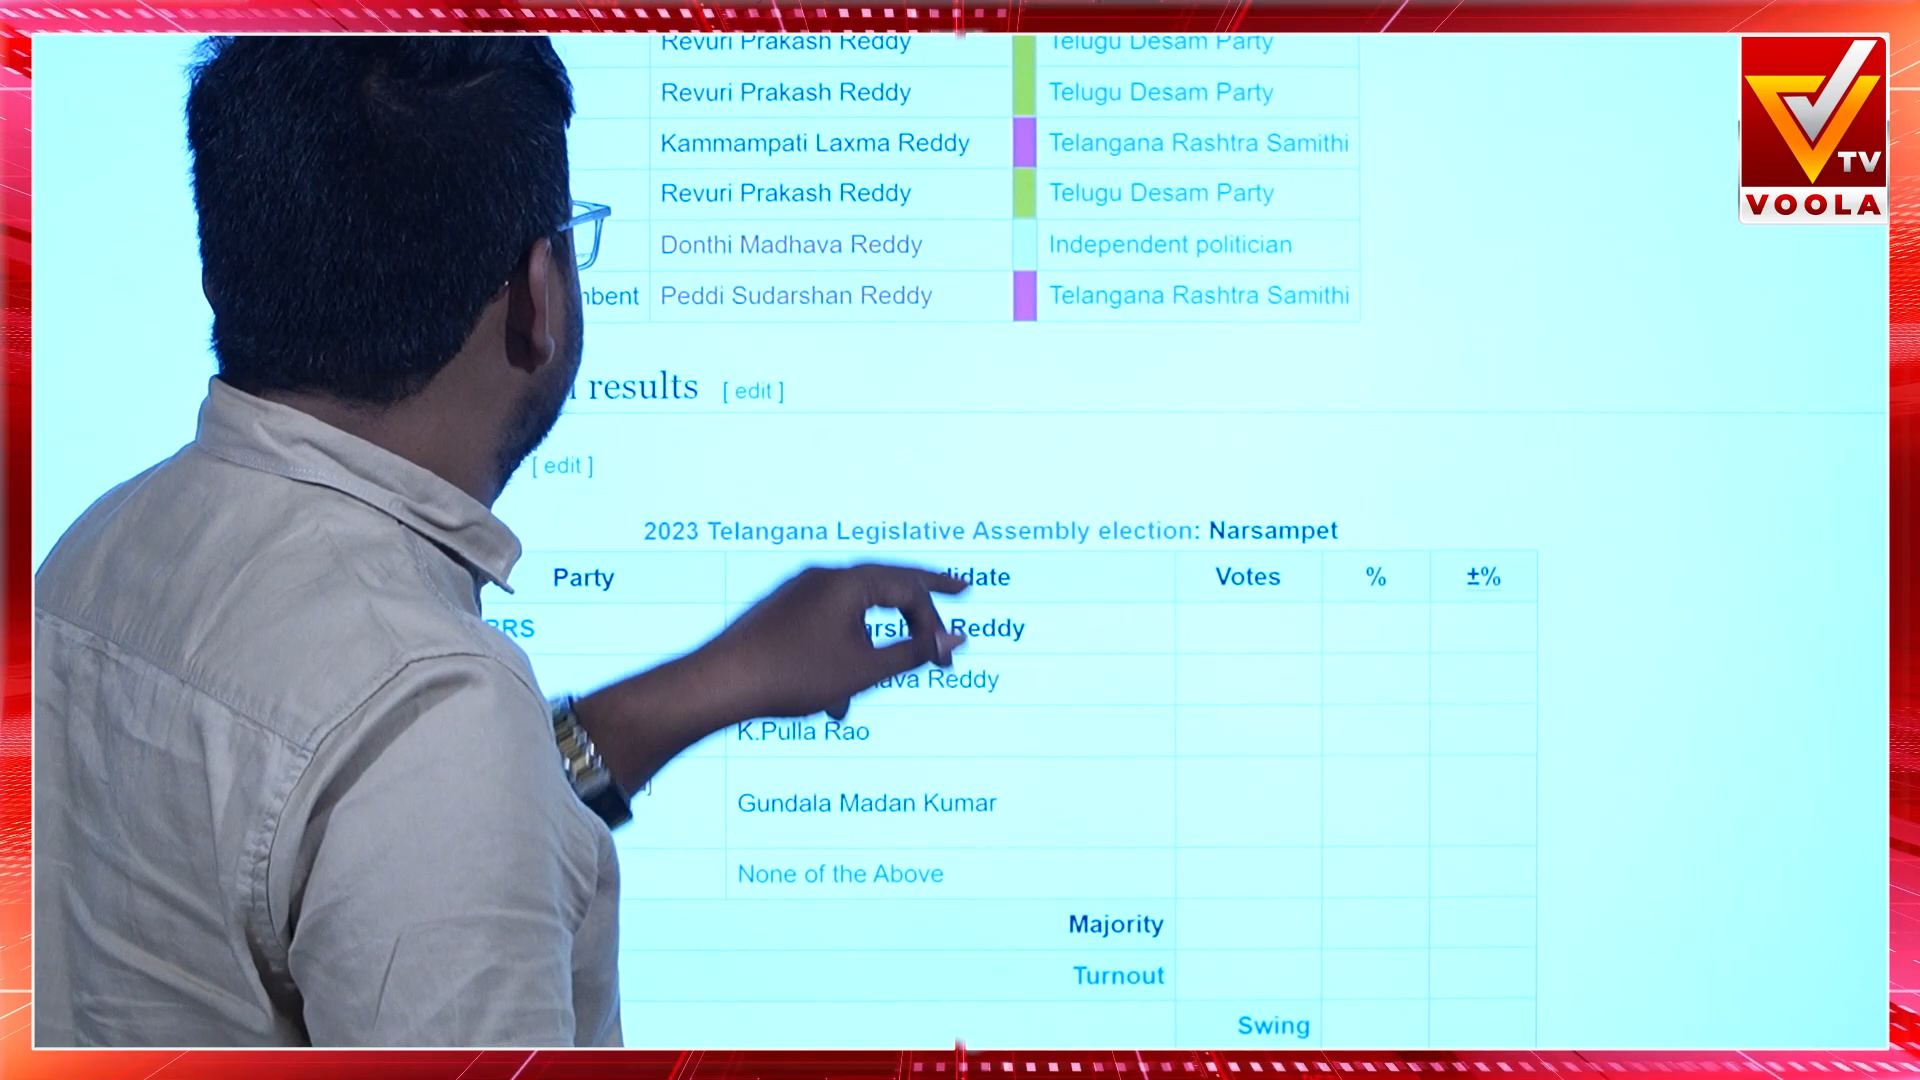 Revuri Prakash Reddy Telugu Desam Party
Revuri Prakash Reddy Telugu Desam Party
Kammampati Laxma Reddy Telangana Rashtra Samithi
Revuri Prakash Reddy Telugu Desam Party
Donthi Madhava Reddy Independent politician
Peddi Sudarshan Reddy Telangana Rashtra Samithi
results [ edit ]
[ edit ]
2023 Telangana Legislative Assembly election: Narsampet
Party Votes % ±%
BRS Reddy
Reddy
K.Pulla Rao
Gundala Madan Kumar
None of the Above
Majority
Turnout
Swing
TV
VOOLA